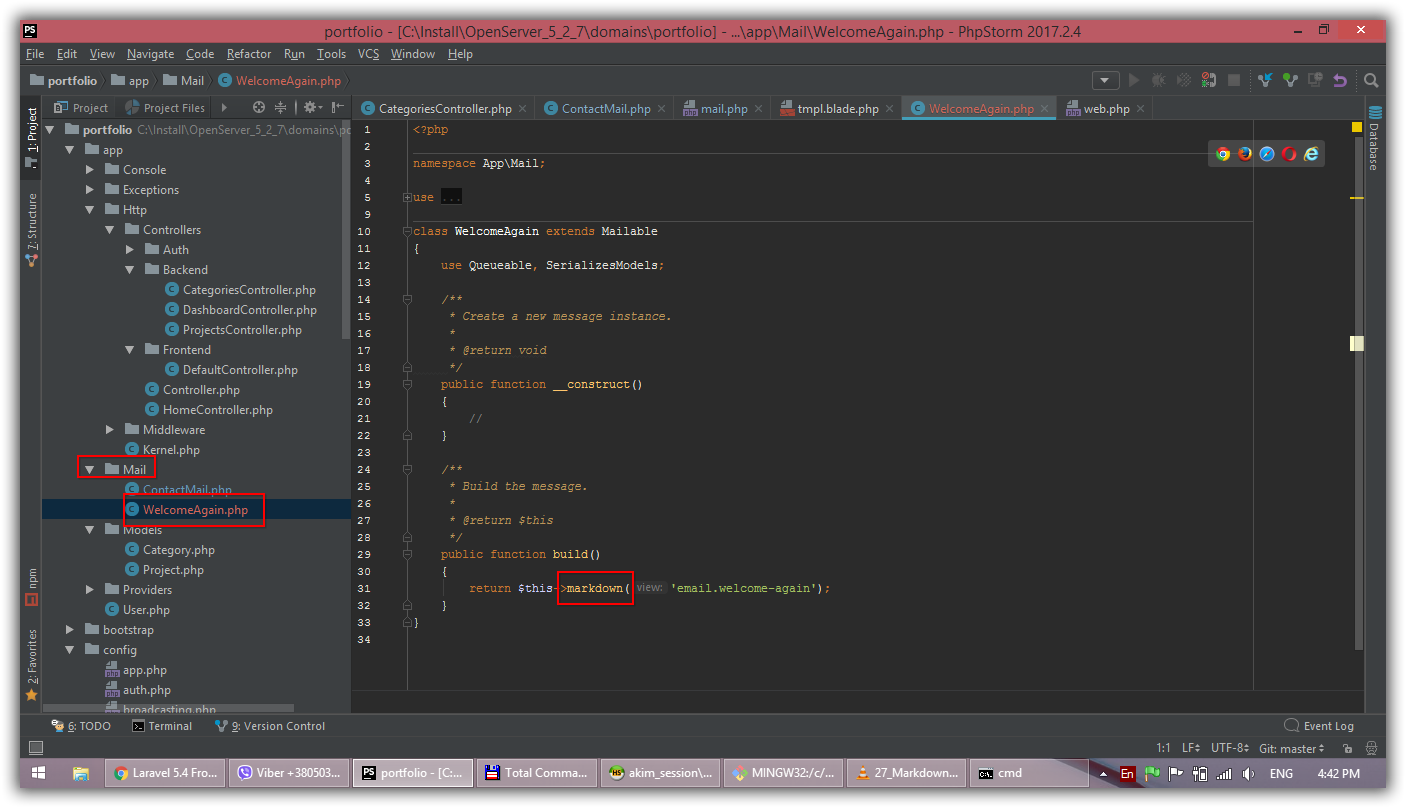 PS
portfolio - [C:\Install\OpenServer_5_2_7\domains\portfolio] - ...\app\Mail\WelcomeAgain.php - PhpStorm 2017.2.4
File Edit View Navigate Code Refactor Run Tools VCS Window Help
portfolio app Mail WelcomeAgain.php
Project Project Files
CategoriesController.php ContactMail.php mail.php tmpl.blade.php WelcomeAgain.php web.php
1: Project
7: Structure
npm
2: Favorites
portfolio C:\Install\OpenServer_5_2_7\domains\po
app
Console
Exceptions
Http
Controllers
Auth
Backend
CategoriesController.php
DashboardController.php
ProjectsController.php
Frontend
DefaultController.php
Controller.php
HomeController.php
Middleware
Kernel.php
Mail
ContactMail.php
WelcomeAgain.php
Models
Category.php
Project.php
Providers
User.php
bootstrap
config
app.php
auth.php
broadcasting.php
1 <?php
2
3 namespace App\Mail;
4
5 use ...
9
10 class WelcomeAgain extends Mailable
11 {
12 use Queueable, SerializesModels;
13
14 /**
15 * Create a new message instance.
16 *
17 * @return void
18 */
19 public function __construct()
20 {
21 //
22 }
23
24 /**
25 * Build the message.
26 *
27 * @return $this
28 */
29 public function build()
30 {
31 return $this->markdown( view: 'email.welcome-again');
32 }
33 }
34
Database
6: TODO Terminal 9: Version Control Event Log
1:1 LF÷ UTF-8÷ Git: master÷
Laravel 5.4 Fro... Viber +380503... PS portfolio - [C:... Total Comma... HS akim_session\... MINGW32:/c/... 27_Markdown... C:\. cmd En ENG 4:42 PM